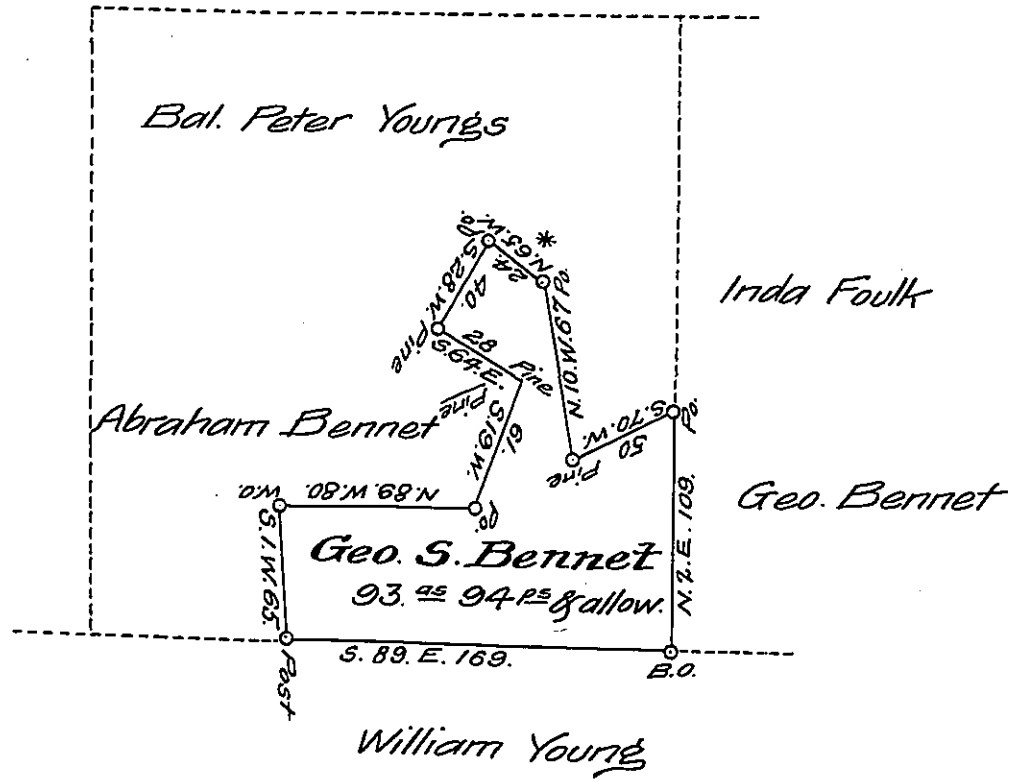 Bal. Peter Youngs
*
Po.
N.65.W.
24.
S.28.W.
40.
Po.
Inda Foulk
Pine
28
S.64.E.
Pine
N.10.W.67
Pine
Abraham Bennet
S.19.W.
61.
Po.
S.70.W.
50
Pine
W.O.
N.89.W.80.
Po.
Geo. Bennet
N.2.E.109.
Geo. S. Bennet
93. as 94 ps & allow.
S.1.W.65.
Post
S. 89. E. 169.
B.O.
William Young